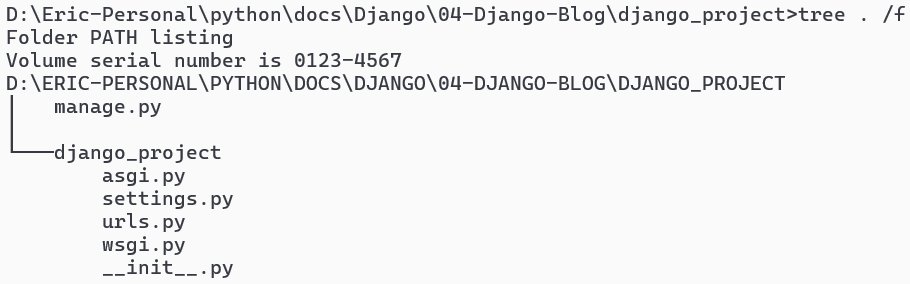 D:\Eric-Personal\python\docs\Django\04-Django-Blog\django_project>tree . /f
Folder PATH listing
Volume serial number is 0123-4567
D:\ERIC-PERSONAL\PYTHON\DOCS\DJANGO\04-DJANGO-BLOG\DJANGO_PROJECT
│   manage.py
│
└───django_project
        asgi.py
        settings.py
        urls.py
        wsgi.py
        __init__.py